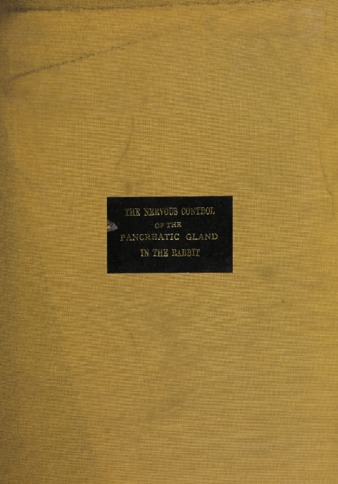 THE NERVOUS CONTROL
OF THE
PANCREATIC GLAND
IN THE RABBIT